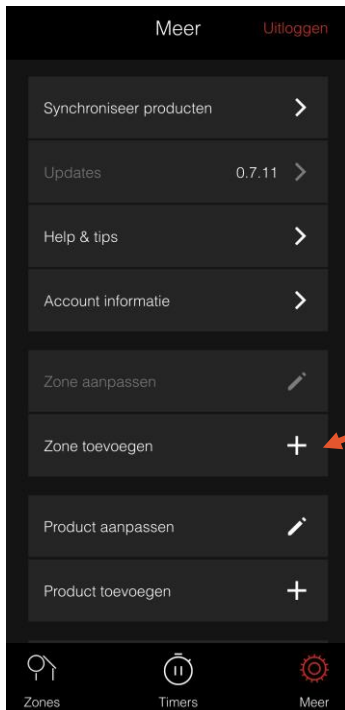 Meer
Uitloggen
Synchroniseer producten
Updates 0.7.11
Help & tips
Account informatie
Zone aanpassen
Zone toevoegen
Product aanpassen
Product toevoegen
Zones
Timers
Meer